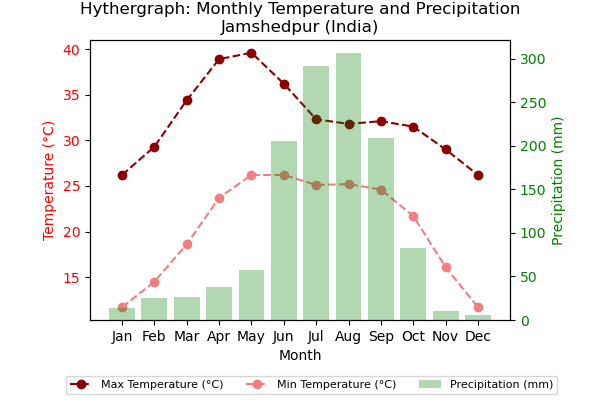 Hythergraph: Monthly Temperature and Precipitation
Jamshedpur (India)
40
35
30
25
20
15
Temperature (°C)
300
250
200
150
100
50
0
Precipitation (mm)
Jan Feb Mar Apr May Jun Jul Aug Sep Oct Nov Dec
Month
Max Temperature (°C) Min Temperature (°C) Precipitation (mm)